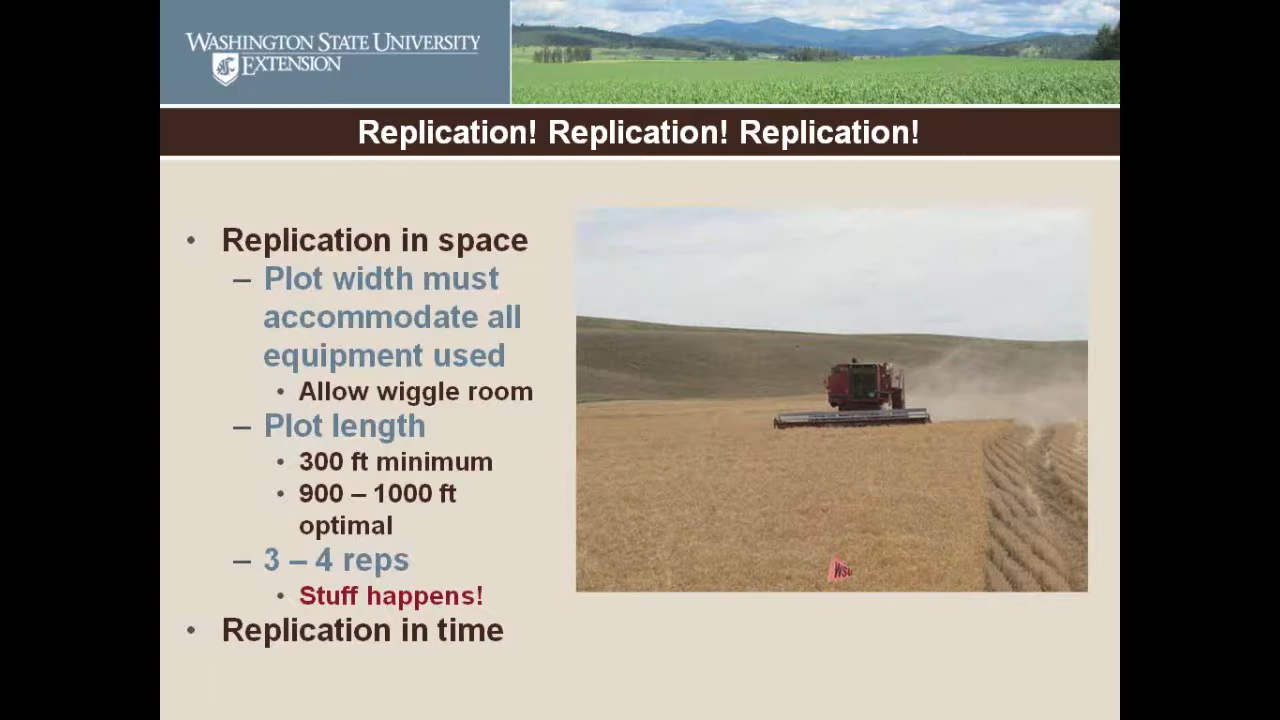 WASHINGTON STATE UNIVERSITY
EXTENSION
Replication! Replication! Replication!
• Replication in space
– Plot width must
accommodate all
equipment used
• Allow wiggle room
– Plot length
• 300 ft minimum
• 900 – 1000 ft
optimal
– 3 – 4 reps
• Stuff happens!
• Replication in time
WSU